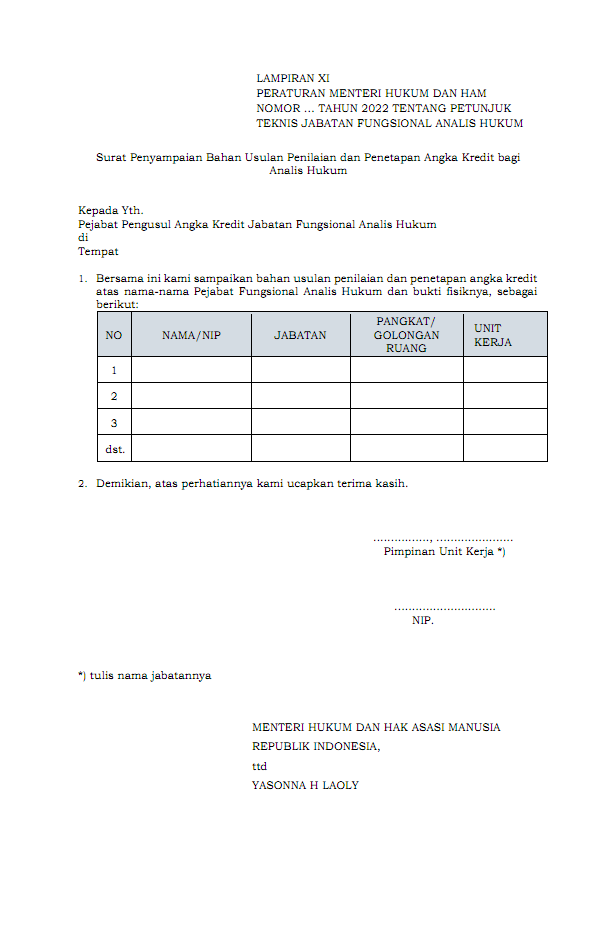 LAMPIRAN XI
PERATURAN MENTERI HUKUM DAN HAM
NOMOR ... TAHUN 2022 TENTANG PETUNJUK
TEKNIS JABATAN FUNGSIONAL ANALIS HUKUM
Surat Penyampaian Bahan Usulan Penilaian dan Penetapan Angka Kredit bagi
Analis Hukum
Kepada Yth.
Pejabat Pengusul Angka Kredit Jabatan Fungsional Analis Hukum
di
Tempat
1. Bersama ini kami sampaikan bahan usulan penilaian dan penetapan angka kredit
atas nama-nama Pejabat Fungsional Analis Hukum dan bukti fisiknya, sebagai
berikut:
NO NAMA/NIP JABATAN PANGKAT/ GOLONGAN RUANG UNIT KERJA
1
2
3
dst.
2. Demikian, atas perhatiannya kami ucapkan terima kasih.
................, ......................
Pimpinan Unit Kerja *)
.............................
NIP.
*) tulis nama jabatannya
MENTERI HUKUM DAN HAK ASASI MANUSIA
REPUBLIK INDONESIA,
ttd
YASONNA H LAOLY